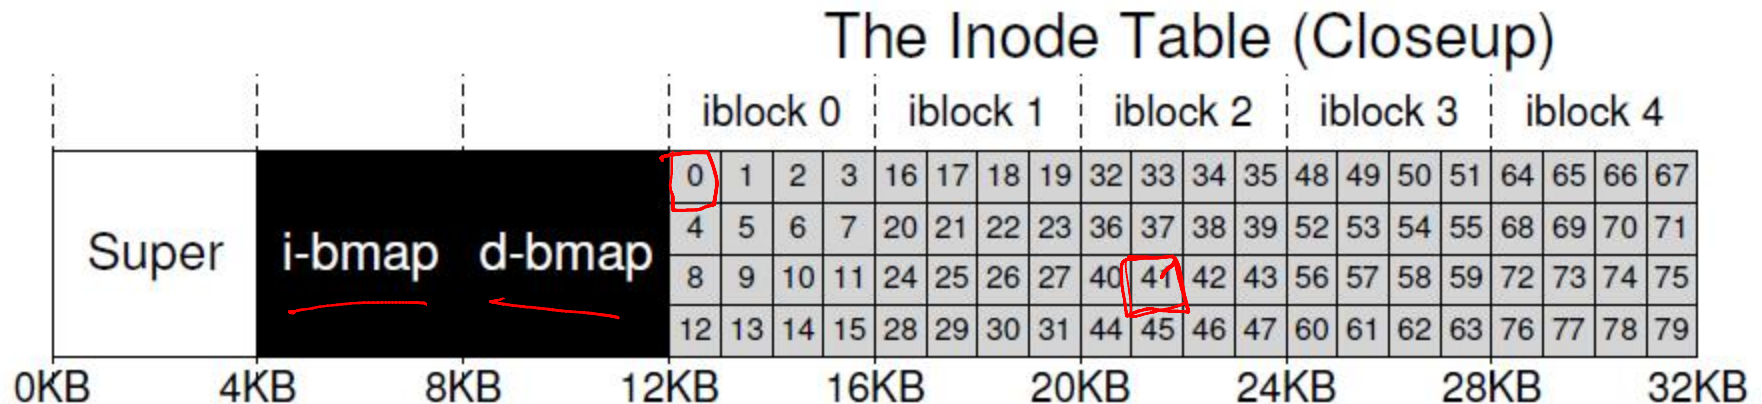 The Inode Table (Closeup)
iblock 0 iblock 1 iblock 2 iblock 3 iblock 4
0 1 2 3 16 17 18 19 32 33 34 35 48 49 50 51 64 65 66 67
4 5 6 7 20 21 22 23 36 37 38 39 52 53 54 55 68 69 70 71
Super i-bmap d-bmap
8 9 10 11 24 25 26 27 40 41 42 43 56 57 58 59 72 73 74 75
12 13 14 15 28 29 30 31 44 45 46 47 60 61 62 63 76 77 78 79
0KB 4KB 8KB 12KB 16KB 20KB 24KB 28KB 32KB